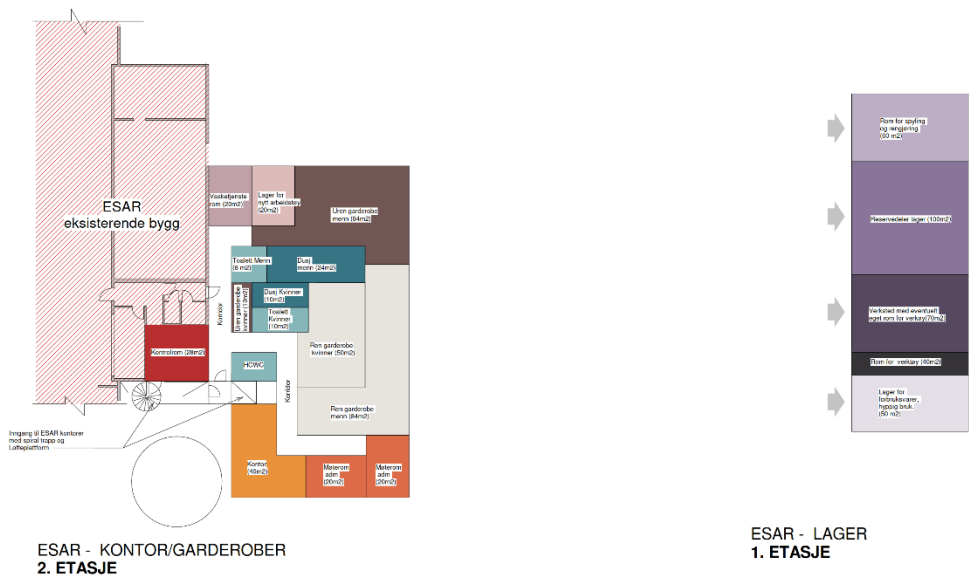 ESAR
eksisterende bygg
Vasketjenste
rom (20m2)
Lager for
nytt arbeidstøy
(20m2)
Uren garderobe
menn (84m2)
Toalett Menn
(8 m2)
Dusj
menn (24m2)
Uren garderobe
kvinner (10m2)
Dusj Kvinner
(10m2)
Toalett
Kvinner
(10m2)
Korridor
Kontrolrom (28m2)
HCWC
Ren garderobe
kvinner (50m2)
Korridor
Ren garderobe
menn (84m2)
Inngang til ESAR kontorer
med spiral trapp og
Løfteplattform
Kontor
(40m2)
Møterom
adm
(20m2)
Møterom
adm
(20m2)
ESAR - KONTOR/GARDEROBER
2. ETASJE
Rom for spyling
og rengjøring
(60 m2)
Reservedeler lager (100m2)
Verksted med eventuelt
eget rom for verktøy(70m2)
Rom for verktøy (40m2)
Lager for
forbruksvarer,
hyppig bruk.
(50 m2)
ESAR - LAGER
1. ETASJE